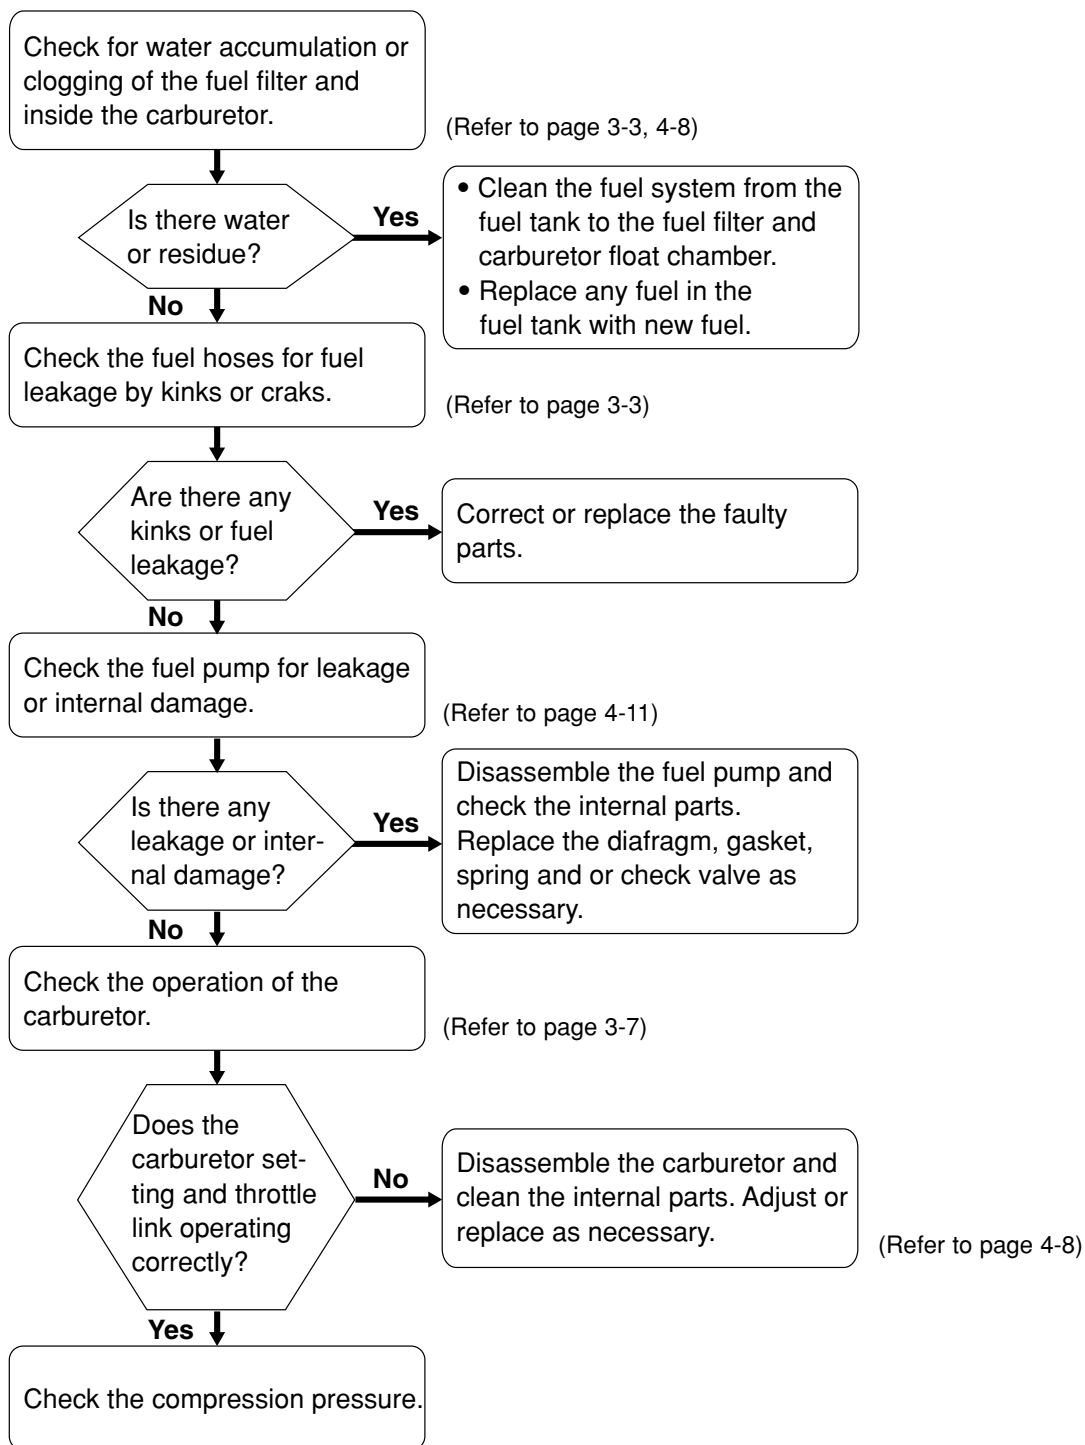 Check for water accumulation or
clogging of the fuel filter and
inside the carburetor.
(Refer to page 3-3, 4-8)
Is there water
or residue?
Yes
• Clean the fuel system from the
fuel tank to the fuel filter and
carburetor float chamber.
• Replace any fuel in the
fuel tank with new fuel.
No
Check the fuel hoses for fuel
leakage by kinks or craks.
(Refer to page 3-3)
Are there any
kinks or fuel
leakage?
Yes
Correct or replace the faulty
parts.
No
Check the fuel pump for leakage
or internal damage.
(Refer to page 4-11)
Is there any
leakage or inter-
nal damage?
Yes
Disassemble the fuel pump and
check the internal parts.
Replace the diafragm, gasket,
spring and or check valve as
necessary.
No
Check the operation of the
carburetor.
(Refer to page 3-7)
Does the
carburetor set-
ting and throttle
link operating
correctly?
No
Disassemble the carburetor and
clean the internal parts. Adjust or
replace as necessary.
(Refer to page 4-8)
Yes
Check the compression pressure.